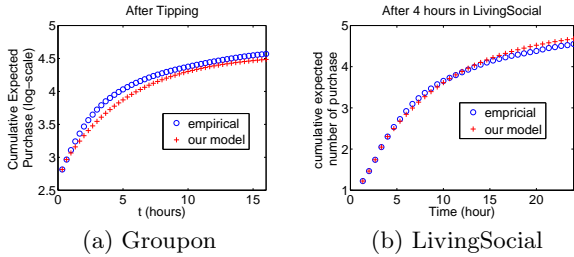 After Tipping
Cumulative Expected
Purchase (log−scale)
5
4.5
4
3.5
3
2.5
0
5
10
15
t (hours)
empirical
our model
(a) Groupon
After 4 hours in LivingSocial
cumulative expected
number of purchase
5
4
3
2
1
0
5
10
15
20
Time (hour)
empricical
our model
(b) LivingSocial